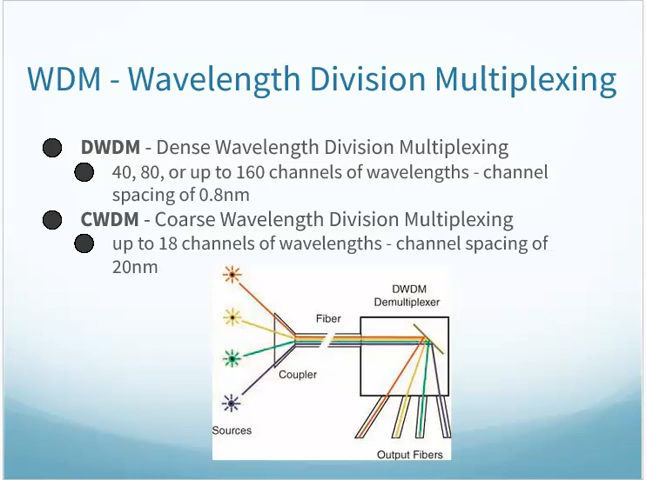 WDM - Wavelength Division Multiplexing
DWDM - Dense Wavelength Division Multiplexing
40, 80, or up to 160 channels of wavelengths - channel
spacing of 0.8nm
CWDM - Coarse Wavelength Division Multiplexing
up to 18 channels of wavelengths - channel spacing of
20nm
DWDM
Demultiplexer
Fiber
Coupler
Sources
Output Fibers